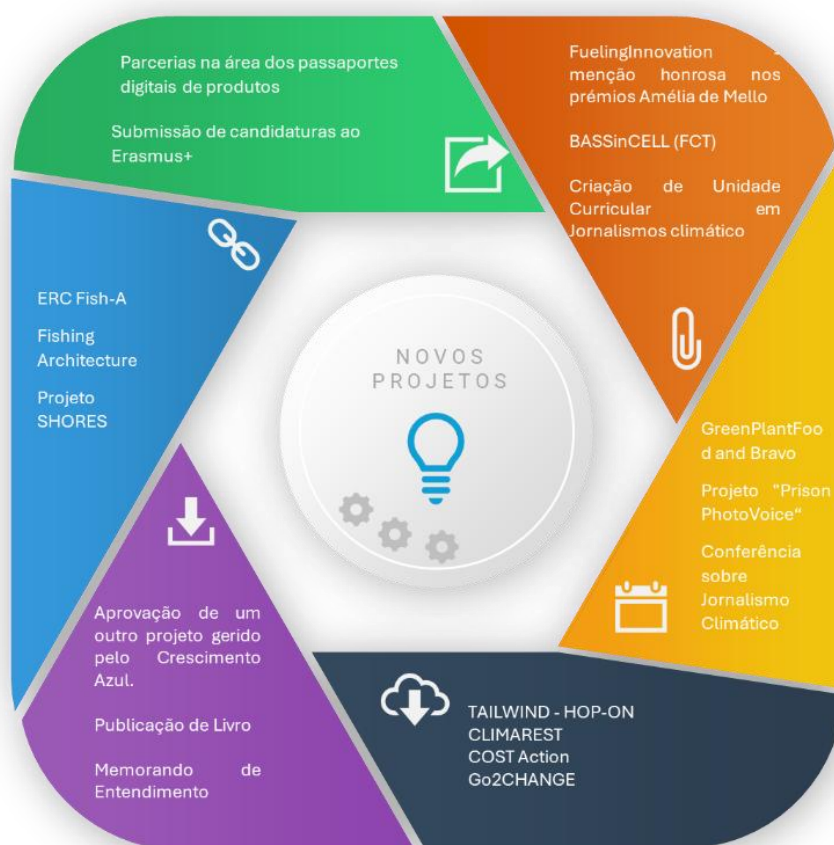 Parcerias na área dos passaportes
digitais de produtos
Submissão de candidaturas ao
Erasmus+
FuelingInnovation -
menção honrosa nos
prémios Amélia de Mello
BASSinCELL (FCT)
Criação de Unidade
Curricular em
Jornalismos climático
ERC Fish-A
Fishing
Architecture
Projeto
SHORES
NOVOS
PROJETOS
GreenPlantFoo
d and Bravo
Projeto "Prison
PhotoVoice“
Conferência
sobre
Jornalismo
Climático
Aprovação de um
outro projeto gerido
pelo Crescimento
Azul.
Publicação de Livro
Memorando de
Entendimento
TAILWIND - HOP-ON
CLIMAREST
COST Action
Go2CHANGE